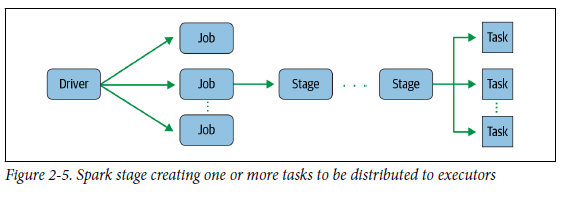 Job
Task
Driver
Job
Stage
Stage
Task
Job
Task
Figure 2-5. Spark stage creating one or more tasks to be distributed to executors